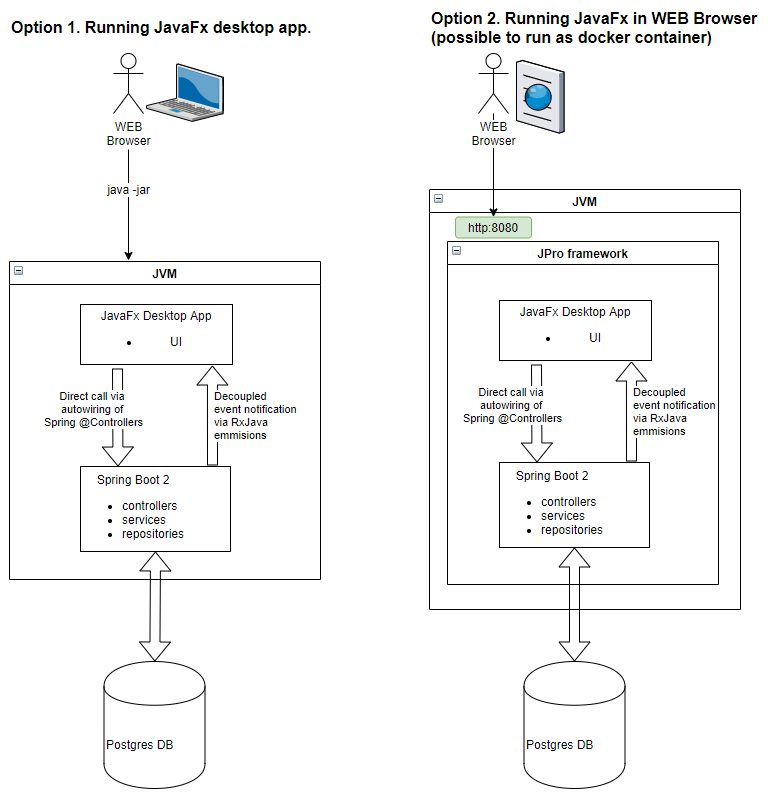 Option 1. Running JavaFx desktop app.
WEB
Browser
java -jar
JVM
JavaFx Desktop App
• UI
Direct call via
autowiring of
Spring @Controllers
Decoupled
event notification
via RxJava
emmisions
Spring Boot 2
• controllers
• services
• repositories
Postgres DB
Option 2. Running JavaFx in WEB Browser
(possible to run as docker container)
WEB
Browser
JVM
http:8080
JPro framework
JavaFx Desktop App
• UI
Direct call via
autowiring of
Spring @Controllers
Decoupled
event notification
via RxJava
emmisions
Spring Boot 2
• controllers
• services
• repositories
Postgres DB